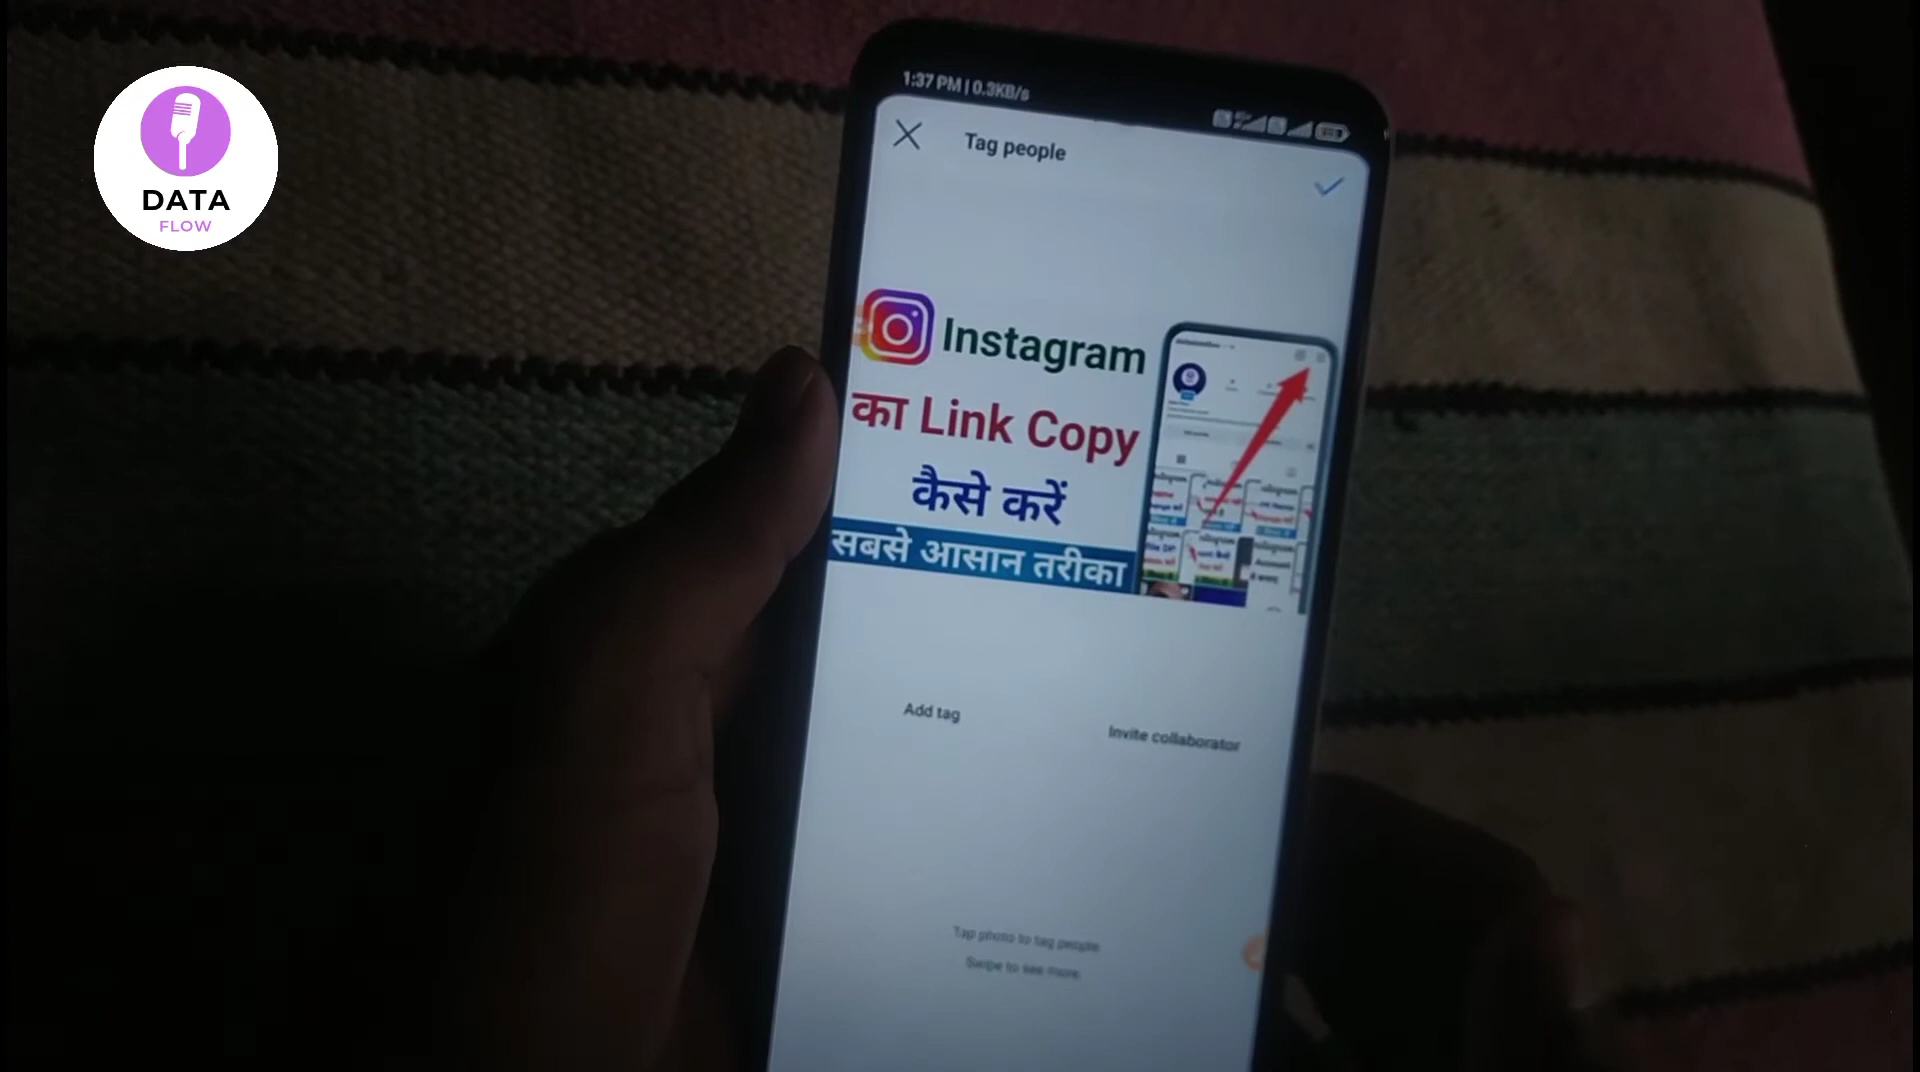 DATA
FLOW
1:37 PM | 0.3KB/s
Tag people
Instagram
का Link Copy
कैसे करें
सबसे आसान तरीका
Add tag
Invite collaborator
Tap photo to tag people.
Swipe to see more.